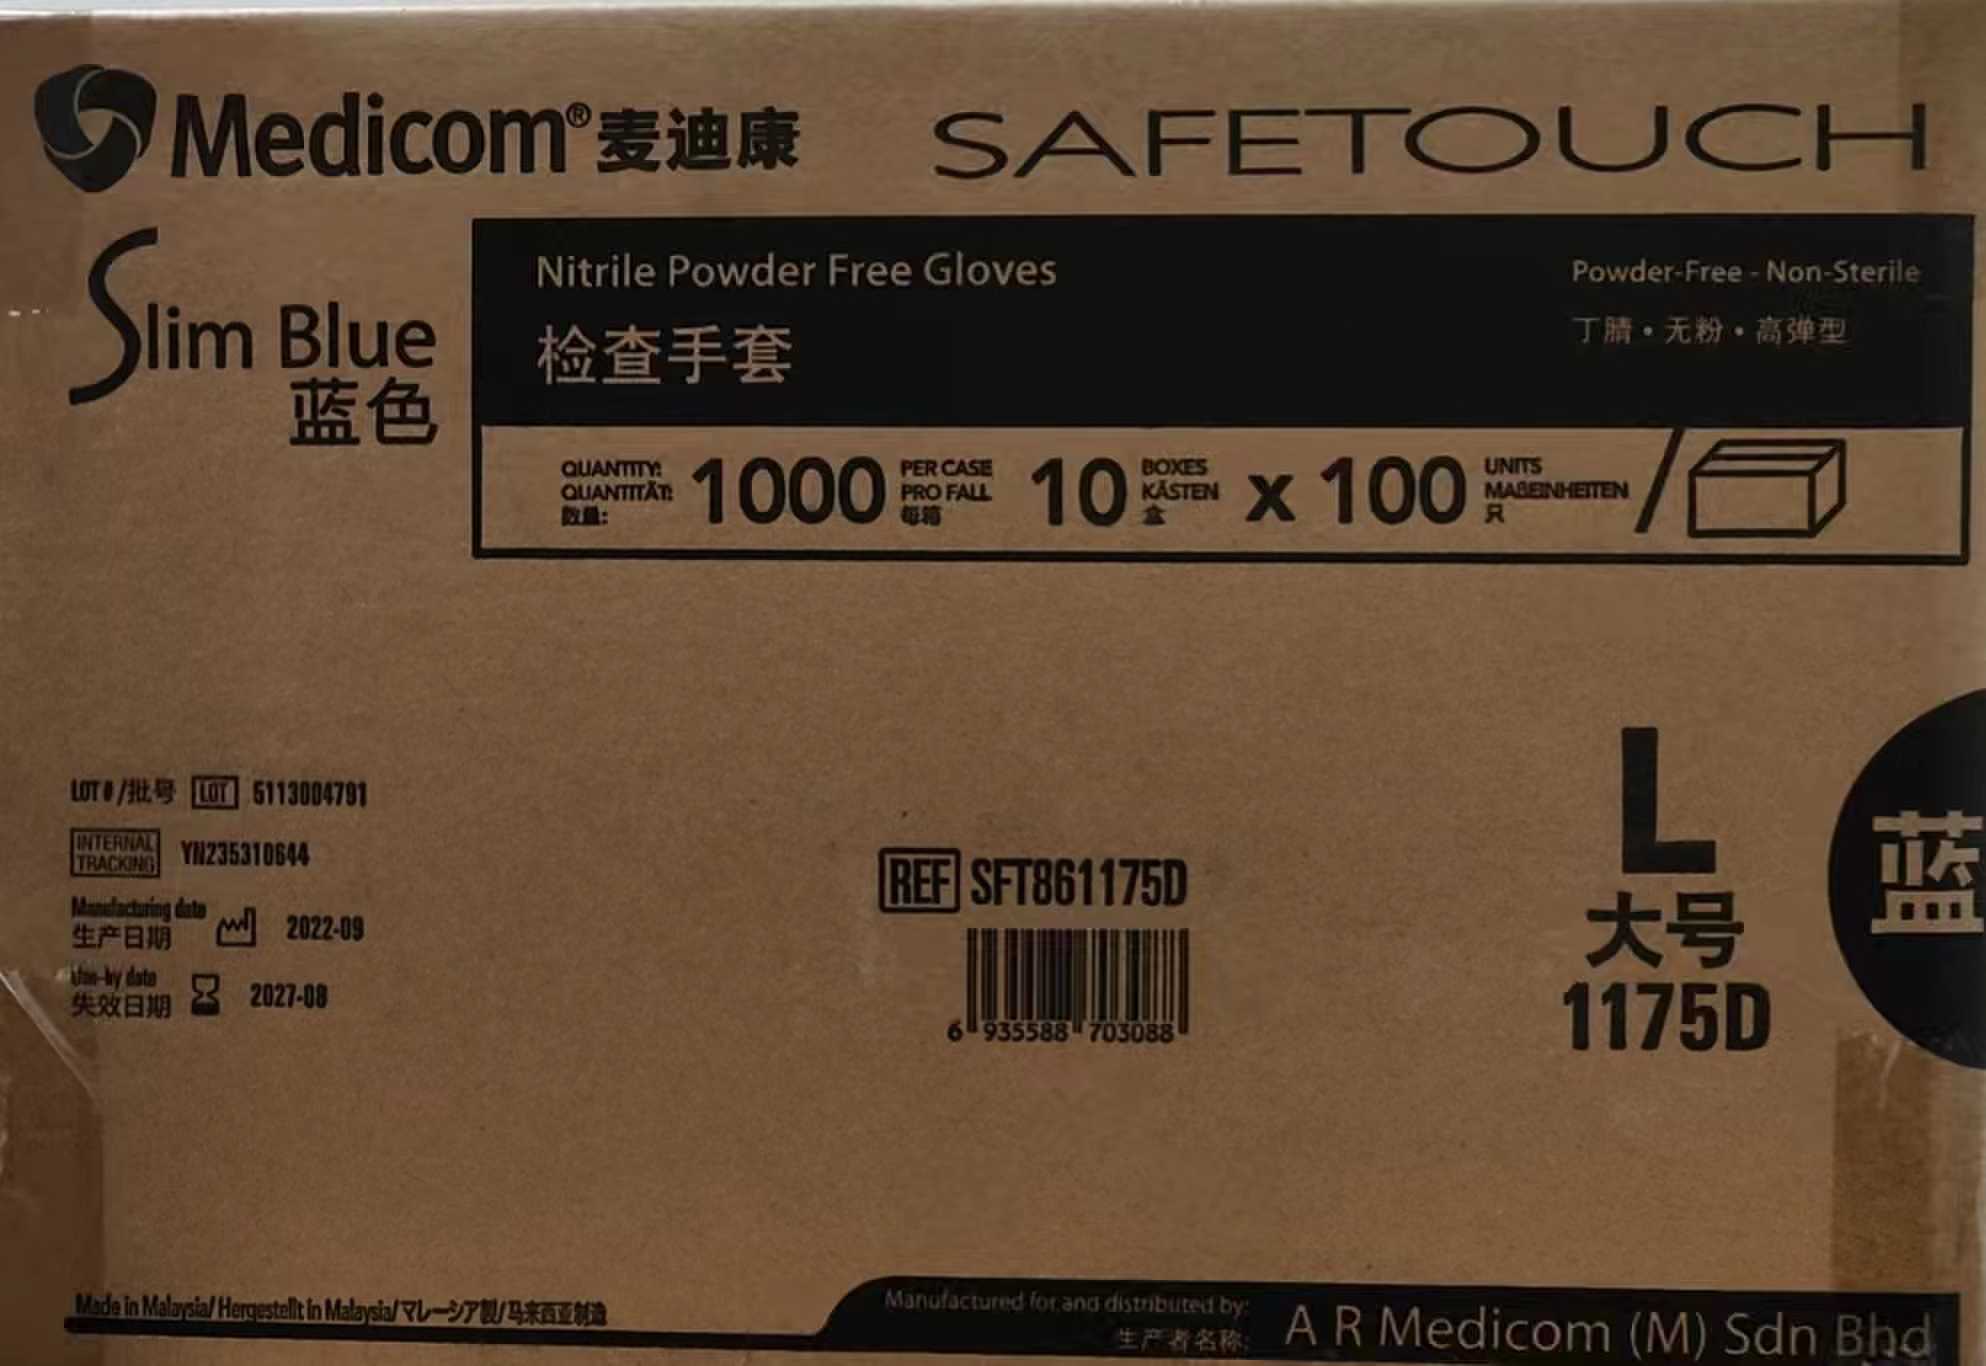 Medicom® 麦迪康
SAFETOUCH
Slim Blue
蓝色
Nitrile Powder Free Gloves
检查手套
Powder-Free - Non-Sterile
丁腈•无粉•高弹型
QUANTITY: 1000 PER CASE 10 BOXES x 100 UNITS /
QUANTITÄT: PRO FALL KÄSTEN MAßEINHEITEN
数量: 每箱 盒 只
LOT # /批号 LOT 5113004791
INTERNAL TRACKING YN235310644
Manufacturing date
生产日期 2022-09
Use-by date
失效日期 2027-08
REF SFT861175D
6 935588 703088
L
大号
1175D
蓝
Made in Malaysia/ Hergestellt in Malaysia/マレーシア製/马来西亚制造
Manufactured for and distributed by:
生产者名称: A R Medicom (M) Sdn Bhd